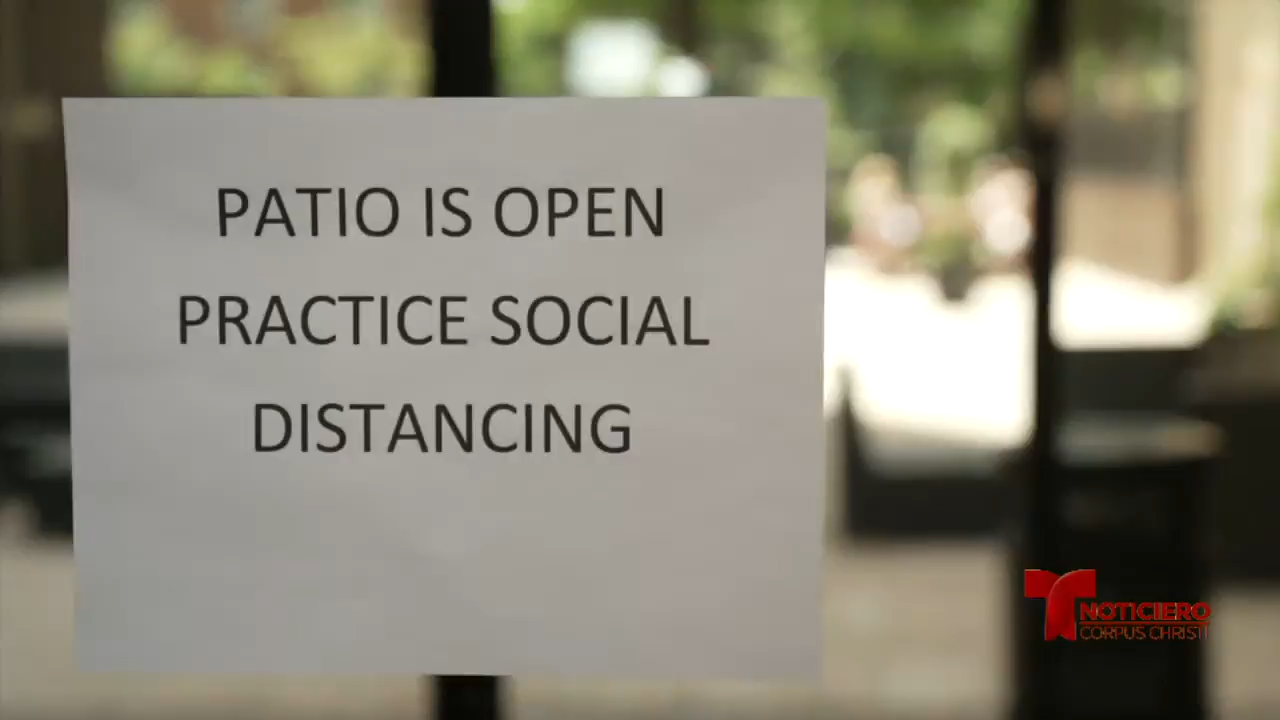 PATIO IS OPEN
PRACTICE SOCIAL
DISTANCING
NOTICIERO
CORPUS CHRISTI